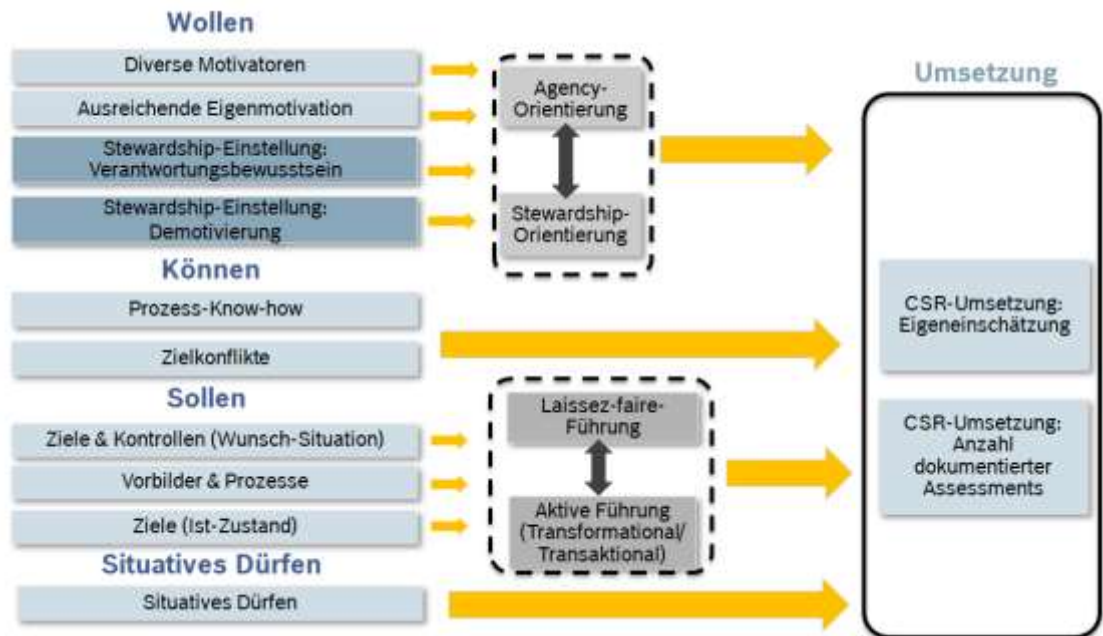 Wollen
Diverse Motivatoren
Ausreichende Eigenmotivation
Stewardship-Einstellung:
Verantwortungsbewusstsein
Stewardship-Einstellung:
Demotivierung
Agency-
Orientierung
Stewardship-
Orientierung
Können
Prozess-Know-how
Zielkonflikte
Sollen
Ziele & Kontrollen (Wunsch-Situation)
Vorbilder & Prozesse
Ziele (Ist-Zustand)
Laissez-faire-
Führung
Aktive Führung
(Transformational/
Transaktional)
Situatives Dürfen
Situatives Dürfen
Umsetzung
CSR-Umsetzung:
Eigeneinschätzung
CSR-Umsetzung:
Anzahl
dokumentierter
Assessments